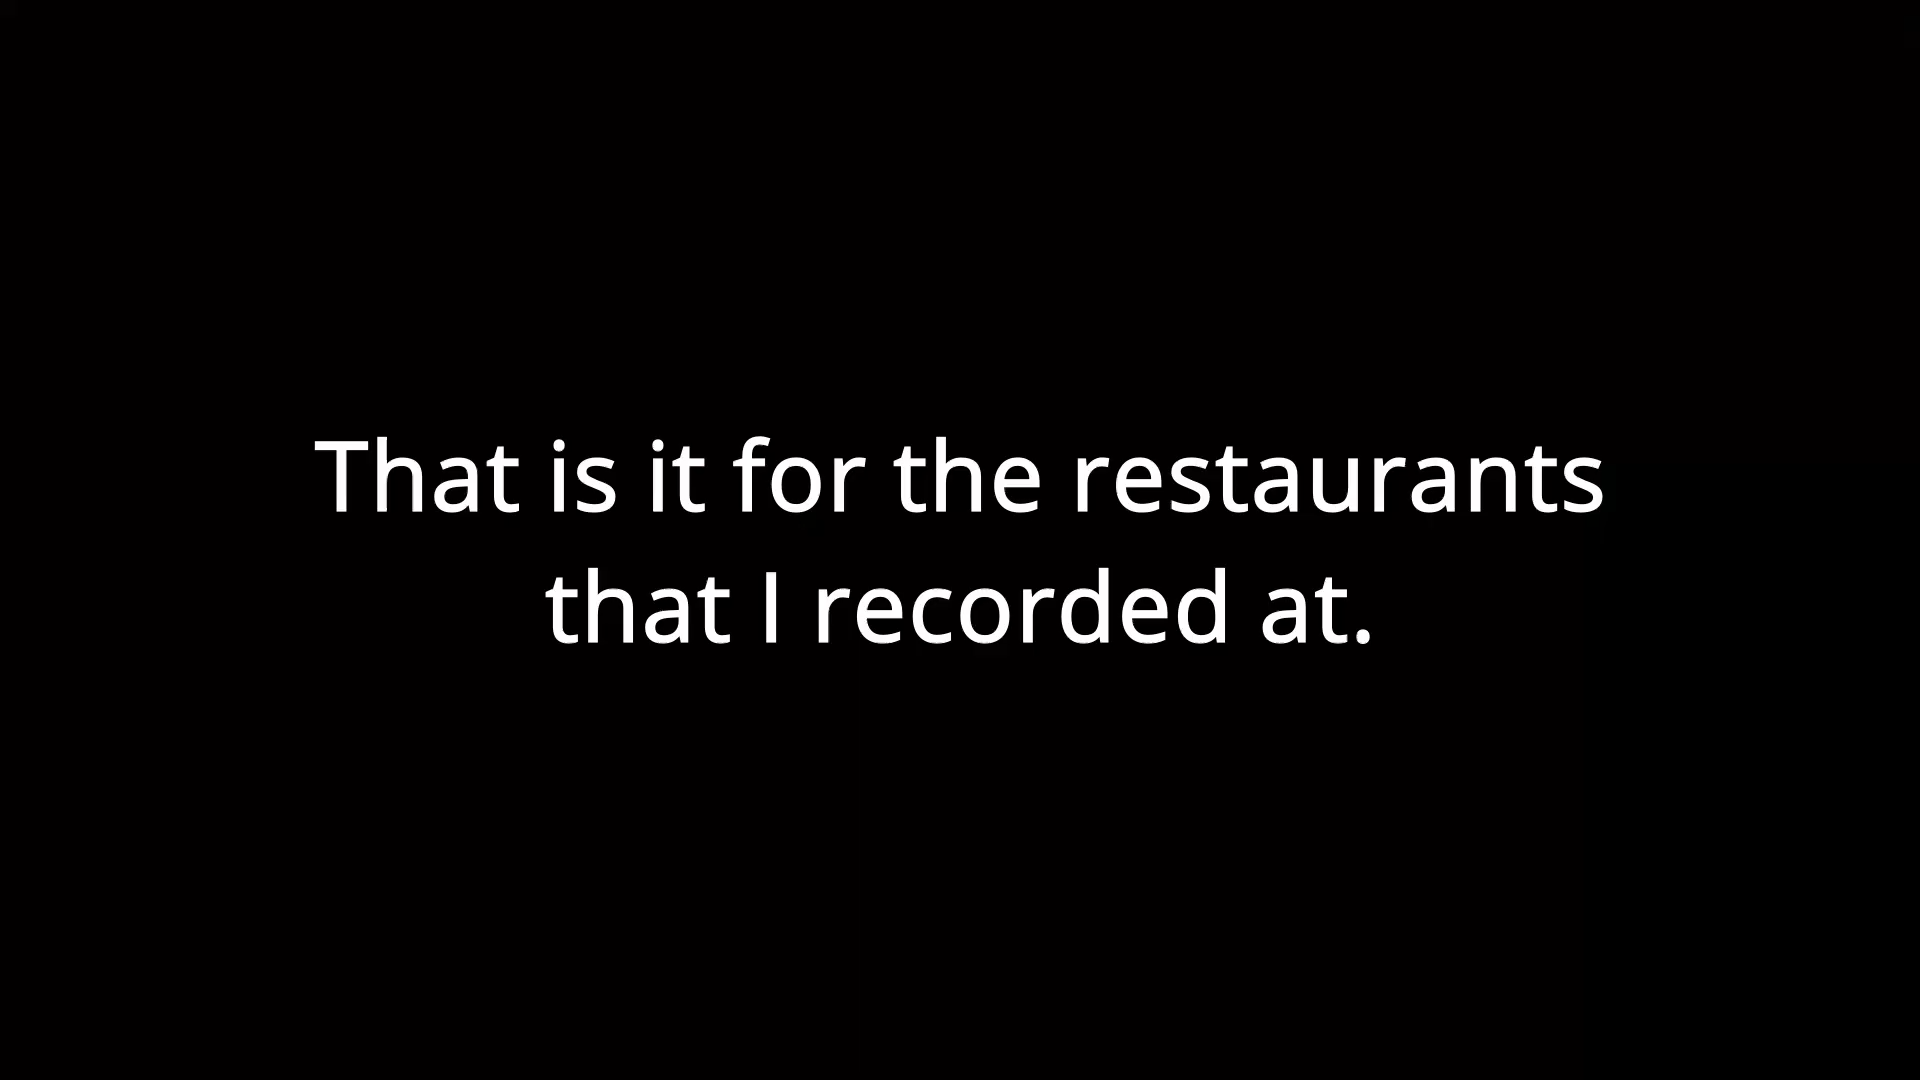 That is it for the restaurants
that I recorded at.